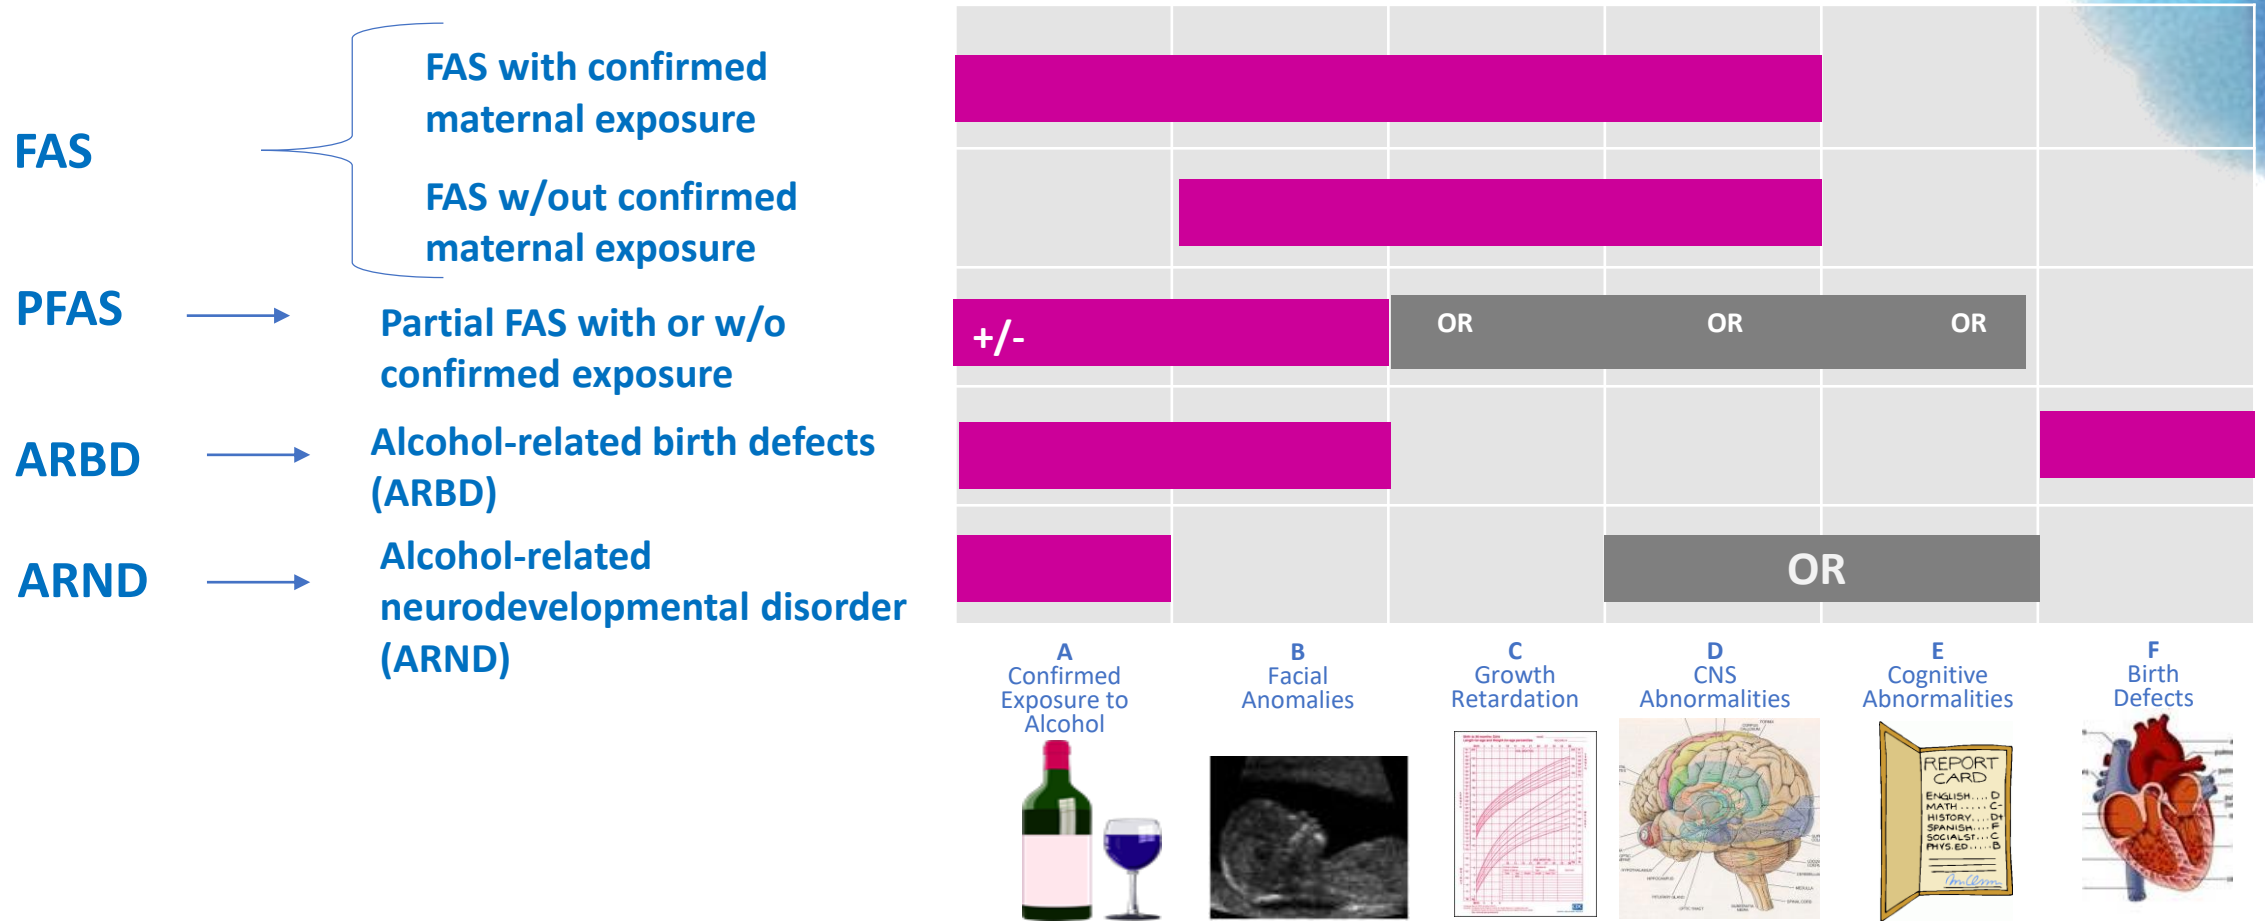 FAS
FAS with confirmed
maternal exposure
FAS w/out confirmed
maternal exposure
PFAS
Partial FAS with or w/o
confirmed exposure
+/-
OR
OR
OR
ARBD
Alcohol-related birth defects
(ARBD)
ARND
Alcohol-related
neurodevelopmental disorder
(ARND)
OR
A
Confirmed
Exposure to
Alcohol
B
Facial
Anomalies
C
Growth
Retardation
D
CNS
Abnormalities
E
Cognitive
Abnormalities
F
Birth
Defects
REPORT
CARD
ENGLISH.... D
MATH ..... C-
HISTORY.... D+
SPANISH.... F
SOCIALST... C
PHYS.ED..... B